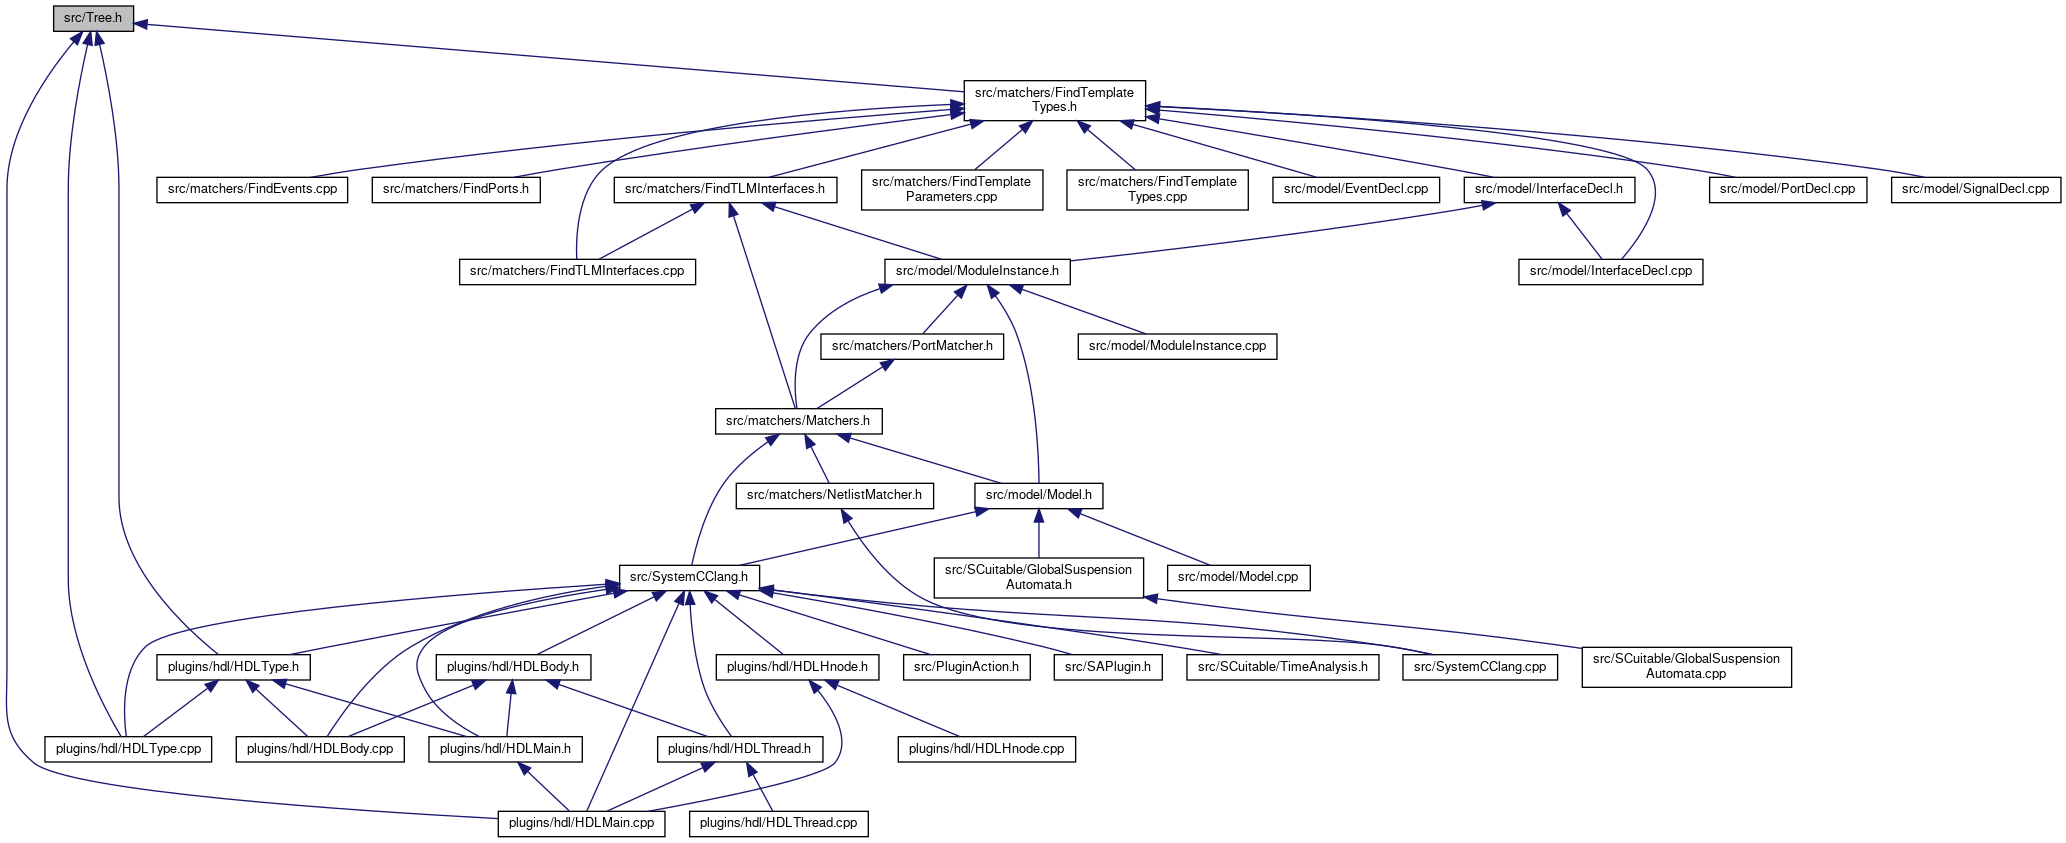 src/Tree.h
src/matchers/FindTemplate
Types.h
src/matchers/FindEvents.cpp
src/matchers/FindPorts.h
src/matchers/FindTLMInterfaces.h
src/matchers/FindTemplate
Parameters.cpp
src/matchers/FindTemplate
Types.cpp
src/model/EventDecl.cpp
src/model/InterfaceDecl.h
src/model/PortDecl.cpp
src/model/SignalDecl.cpp
src/matchers/FindTLMInterfaces.cpp
src/model/ModuleInstance.h
src/model/InterfaceDecl.cpp
src/matchers/PortMatcher.h
src/model/ModuleInstance.cpp
src/matchers/Matchers.h
src/matchers/NetlistMatcher.h
src/model/Model.h
src/SystemCClang.h
src/SCuitable/GlobalSuspension
Automata.h
src/model/Model.cpp
plugins/hdl/HDLType.h
plugins/hdl/HDLBody.h
plugins/hdl/HDLHnode.h
src/PluginAction.h
src/SAPlugin.h
src/SCuitable/TimeAnalysis.h
src/SystemCClang.cpp
src/SCuitable/GlobalSuspension
Automata.cpp
plugins/hdl/HDLType.cpp
plugins/hdl/HDLBody.cpp
plugins/hdl/HDLMain.h
plugins/hdl/HDLThread.h
plugins/hdl/HDLHnode.cpp
plugins/hdl/HDLMain.cpp
plugins/hdl/HDLThread.cpp